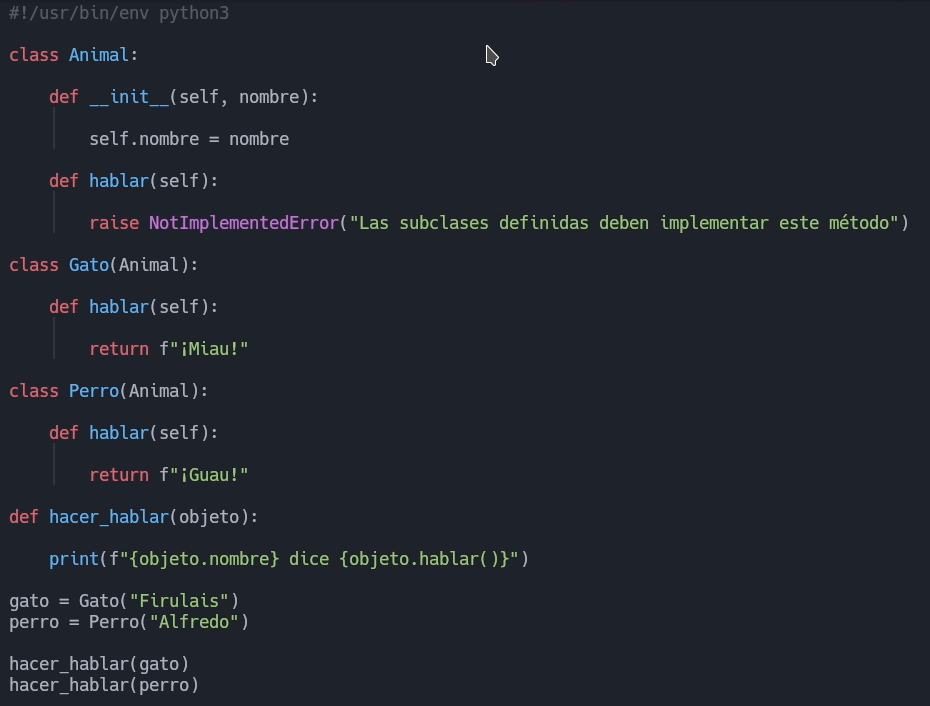 #!/usr/bin/env python3
class Animal:
    def __init__(self, nombre):
        self.nombre = nombre
    def hablar(self):
        raise NotImplementedError("Las subclases definidas deben implementar este método")
class Gato(Animal):
    def hablar(self):
        return f"¡Miau!"
class Perro(Animal):
    def hablar(self):
        return f"¡Guau!"
def hacer_hablar(objeto):
    print(f"{objeto.nombre} dice {objeto.hablar()}")
gato = Gato("Firulais")
perro = Perro("Alfredo")
hacer_hablar(gato)
hacer_hablar(perro)